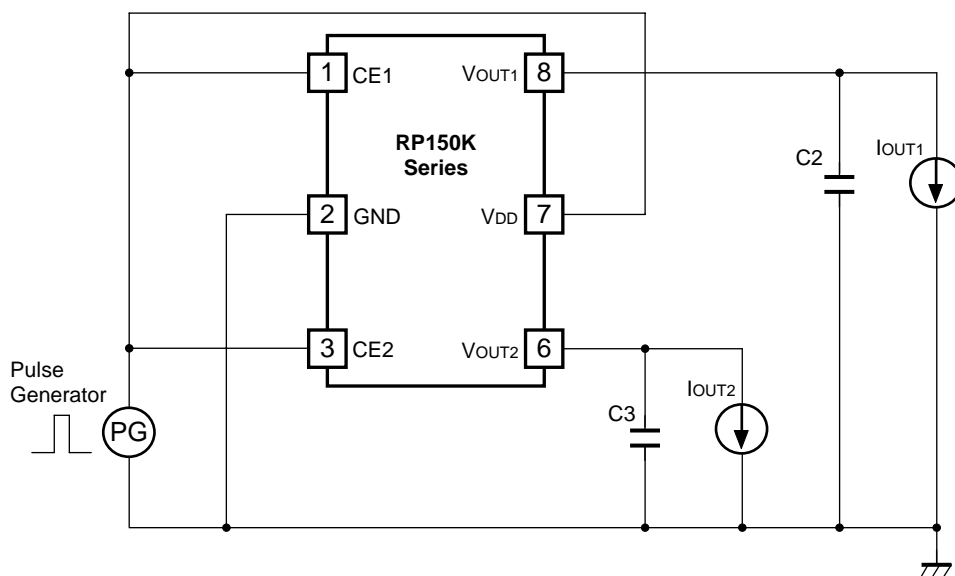 1 CE1
VOUT1 8
RP150K
Series
C2
IOUT1
2 GND
VDD 7
3 CE2
VOUT2 6
Pulse
Generator
PG
C3
IOUT2